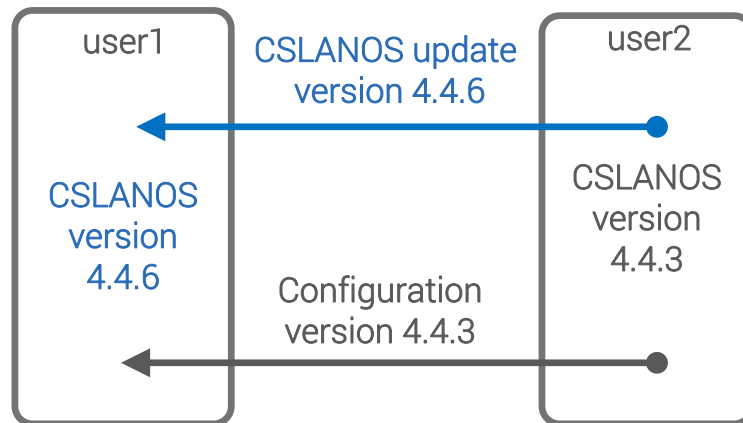 user1
CSLANOS update
version 4.4.6
user2
CSLANOS
version
4.4.6
CSLANOS
version
4.4.3
Configuration
version 4.4.3